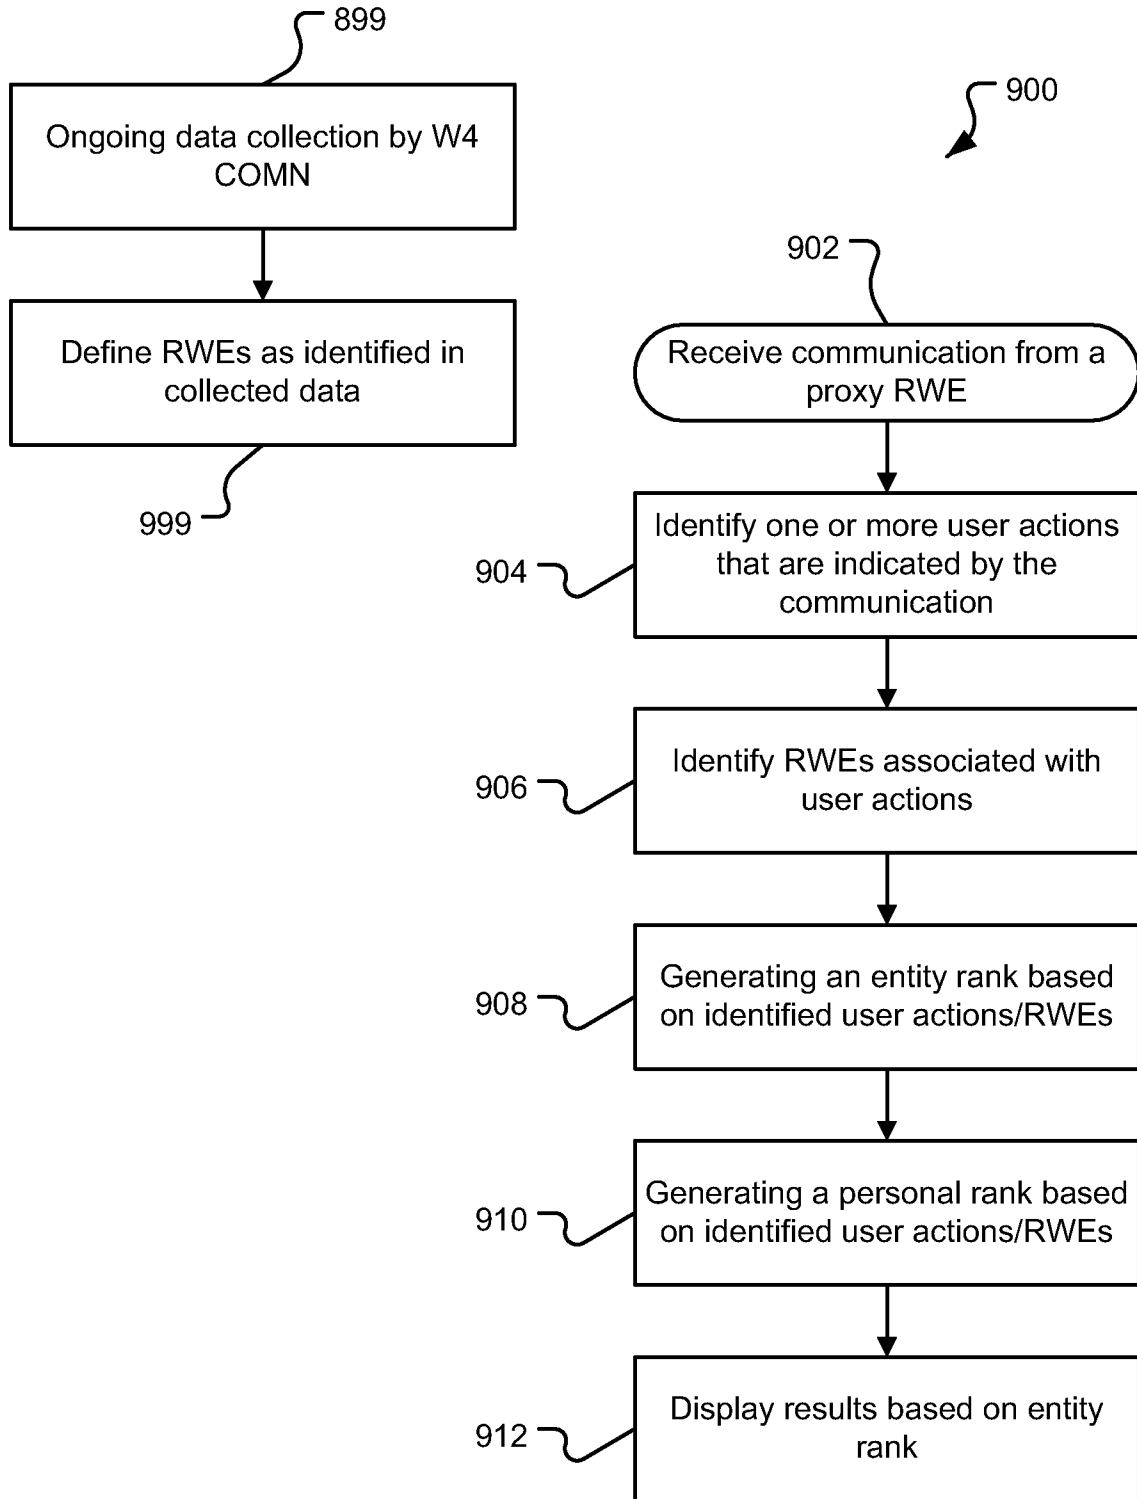 899
Ongoing data collection by W4
COMN
Define RWEs as identified in
collected data
999
900
902
Receive communication from a
proxy RWE
904
Identify one or more user actions
that are indicated by the
communication
906
Identify RWEs associated with
user actions
908
Generating an entity rank based
on identified user actions/RWEs
910
Generating a personal rank based
on identified user actions/RWEs
912
Display results based on entity
rank